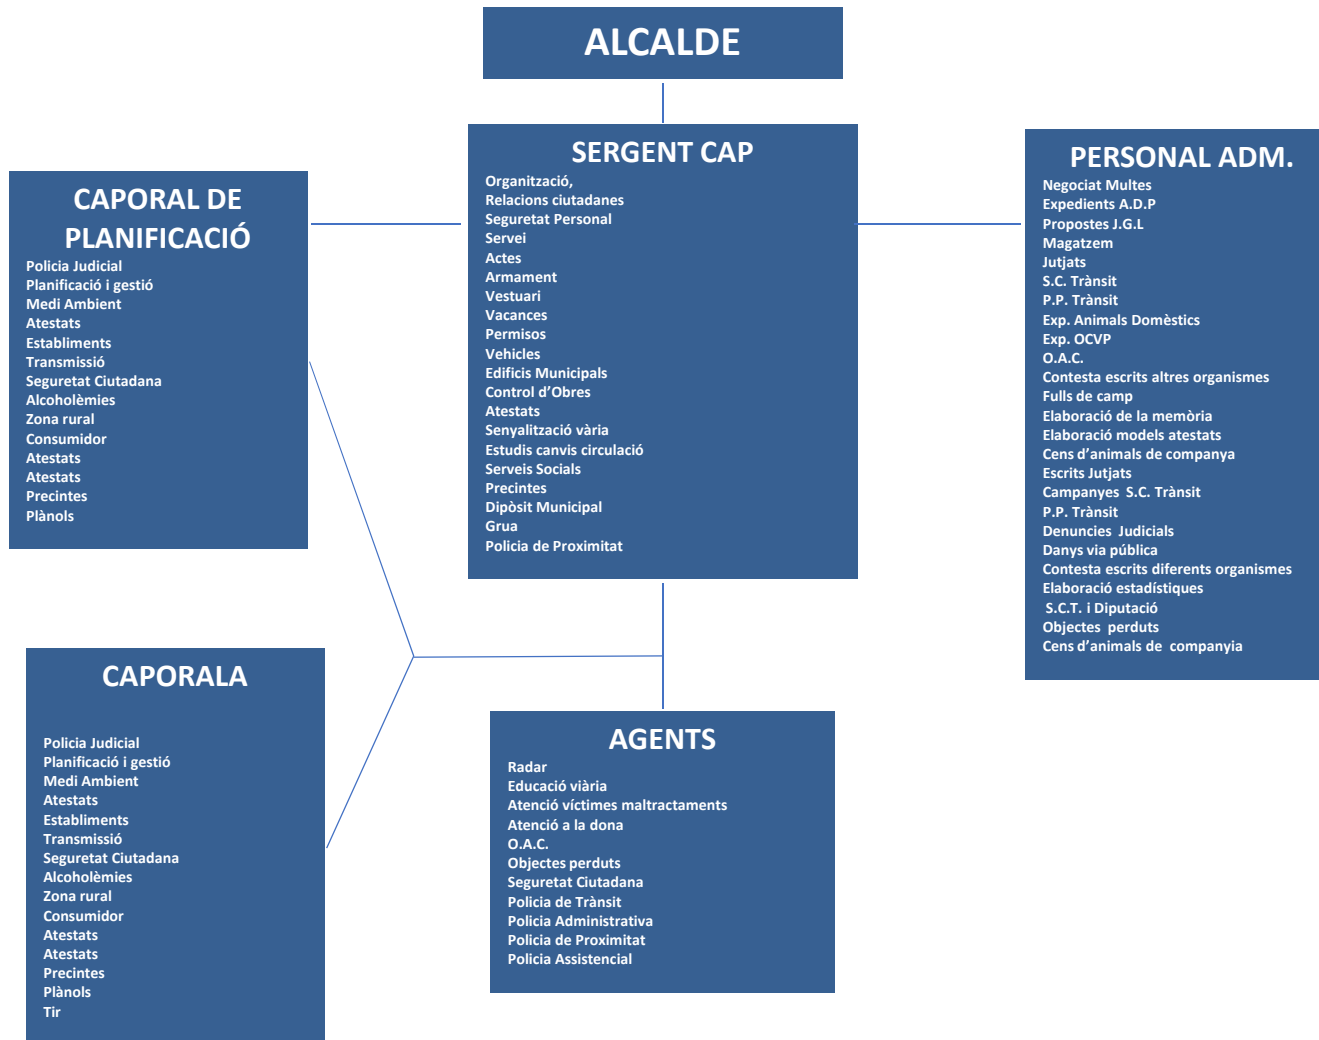 ALCALDE
SERGENT CAP
Organització,
Relacions ciutadanes
Seguretat Personal
Servei
Actes
Armament
Vestuari
Vacances
Permisos
Vehicles
Edificis Municipals
Control d'Obres
Atestats
Senyalització vària
Estudis canvis circulació
Serveis Socials
Precintes
Dipòsit Municipal
Grua
Policia de Proximitat
PERSONAL ADM.
Negociat Multes
Expedients A.D.P
Propostes J.G.L
Magatzem
Jutjats
S.C. Trànsit
P.P. Trànsit
Exp. Animals Domèstics
Exp. OCVP
O.A.C.
Contesta escrits altres organismes
Fulls de camp
Elaboració de la memòria
Elaboració models atestats
Cens d'animals de companya
Escrits Jutjats
Campanyes S.C. Trànsit
P.P. Trànsit
Denuncies Judicials
Danys via pública
Contesta escrits diferents organismes
Elaboració estadístiques
S.C.T. i Diputació
Objectes perduts
Cens d'animals de companyia
CAPORAL DE
PLANIFICACIÓ
Policia Judicial
Planificació i gestió
Medi Ambient
Atestats
Establiments
Transmissió
Seguretat Ciutadana
Alcoholèmies
Zona rural
Consumidor
Atestats
Atestats
Precintes
Plànols
CAPORALA
Policia Judicial
Planificació i gestió
Medi Ambient
Atestats
Establiments
Transmissió
Seguretat Ciutadana
Alcoholèmies
Zona rural
Consumidor
Atestats
Atestats
Precintes
Plànols
Tir
AGENTS
Radar
Educació viària
Atenció víctimes maltractaments
Atenció a la dona
O.A.C.
Objectes perduts
Seguretat Ciutadana
Policia de Trànsit
Policia Administrativa
Policia de Proximitat
Policia Assistencial